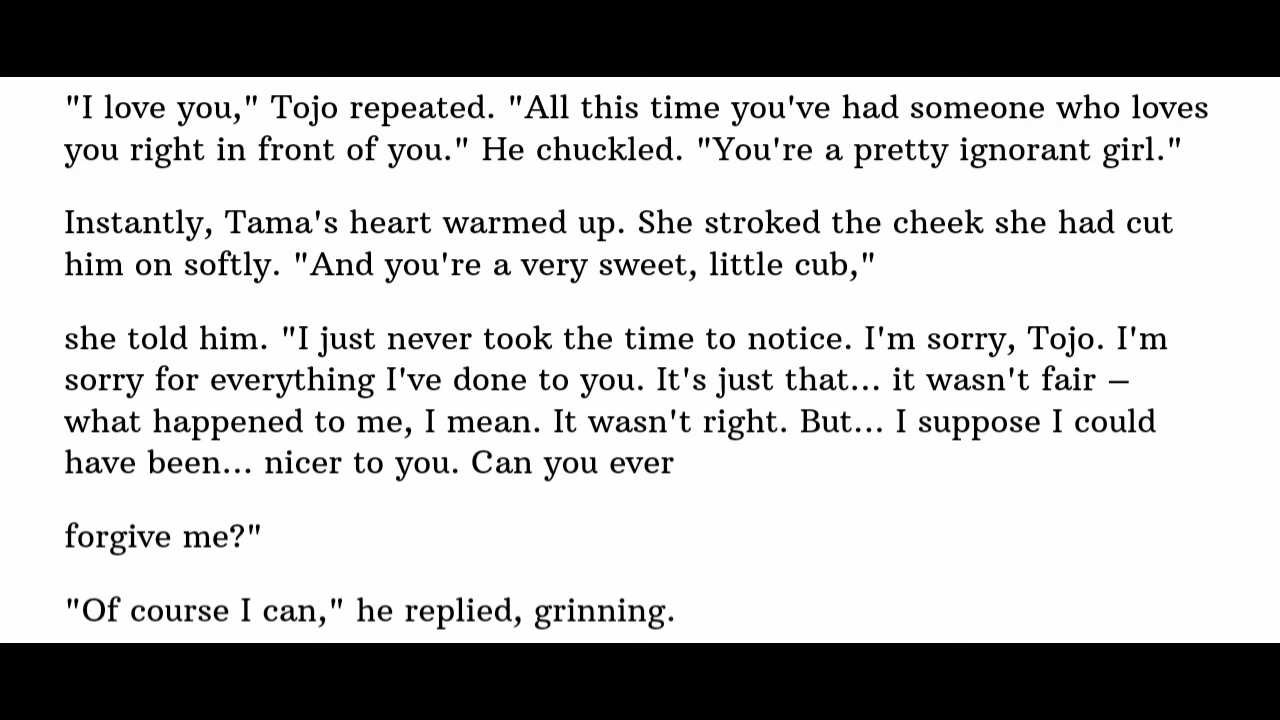 "I love you," Tojo repeated. "All this time you've had someone who loves
you right in front of you." He chuckled. "You're a pretty ignorant girl."
Instantly, Tama's heart warmed up. She stroked the cheek she had cut
him on softly. "And you're a very sweet, little cub,"
she told him. "I just never took the time to notice. I'm sorry, Tojo. I'm
sorry for everything I've done to you. It's just that... it wasn't fair –
what happened to me, I mean. It wasn't right. But... I suppose I could
have been... nicer to you. Can you ever
forgive me?"
"Of course I can," he replied, grinning.